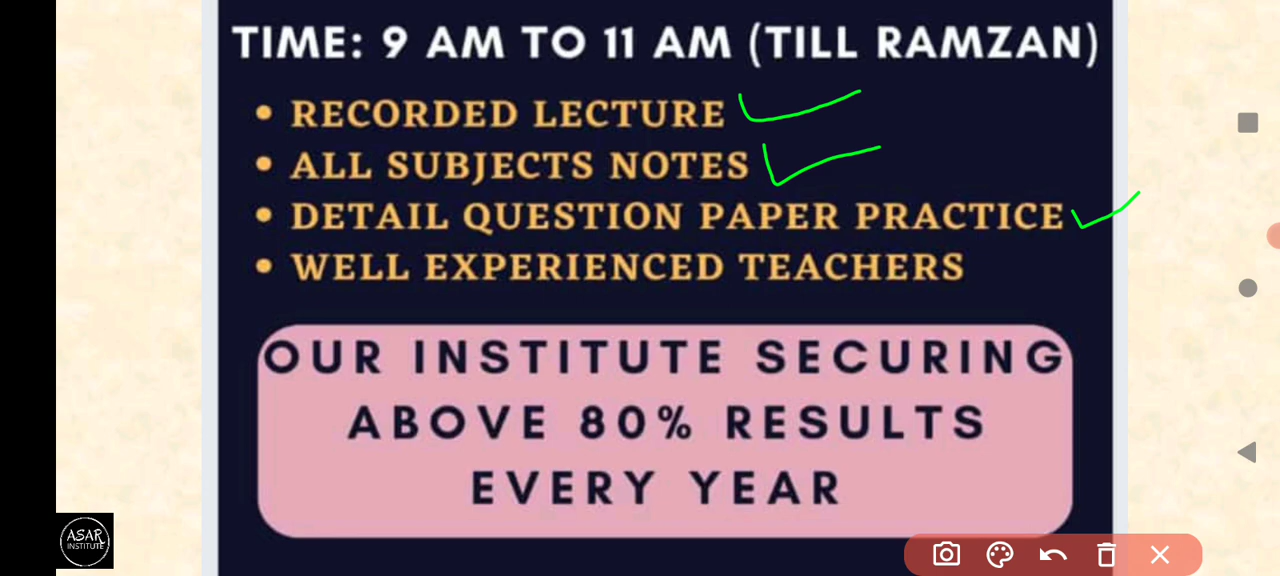 TIME: 9 AM TO 11 AM (TILL RAMZAN)
• RECORDED LECTURE
• ALL SUBJECTS NOTES
• DETAIL QUESTION PAPER PRACTICE
• WELL EXPERIENCED TEACHERS
OUR INSTITUTE SECURING
ABOVE 80% RESULTS
EVERY YEAR
ASAR
INSTITUTE